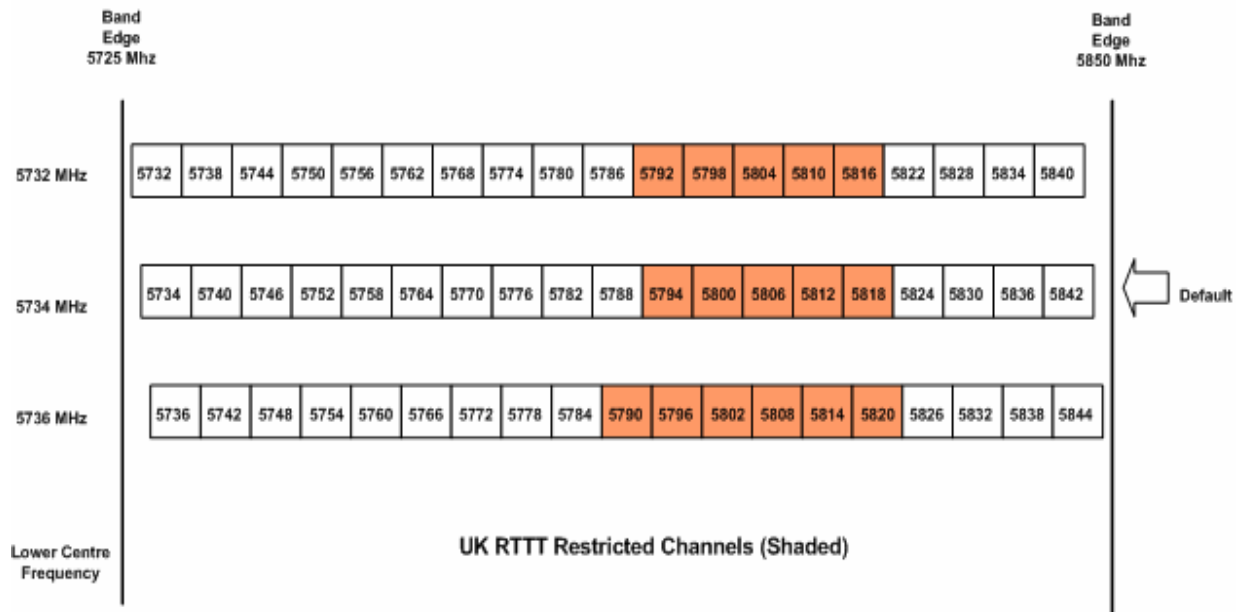 Band
Edge
5725 Mhz
Band
Edge
5850 Mhz
5732 MHz
5732 5738 5744 5750 5756 5762 5768 5774 5780 5786 5792 5798 5804 5810 5816 5822 5828 5834 5840
5734 MHz
5734 5740 5746 5752 5758 5764 5770 5776 5782 5788 5794 5800 5806 5812 5818 5824 5830 5836 5842
Default
5736 MHz
5736 5742 5748 5754 5760 5766 5772 5778 5784 5790 5796 5802 5808 5814 5820 5826 5832 5838 5844
Lower Centre
Frequency
UK RTTT Restricted Channels (Shaded)